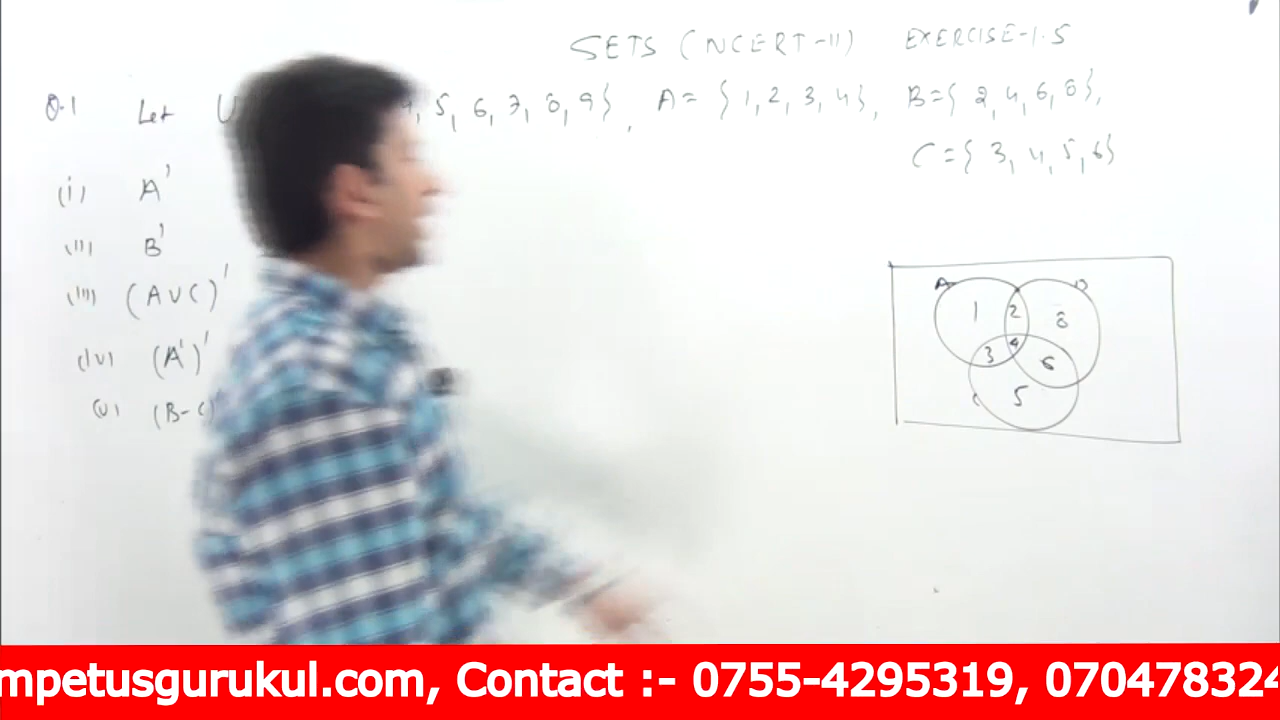 SETS (NCERT-11) EXERCISE-1.5
Q.1 Let U 4, 5, 6, 7, 8, 9}, A = {1, 2, 3, 4}, B = {2, 4, 6, 8},
C = {3, 4, 5, 6}
(i) A'
(ii) B'
(iii) (A∪C)'
(iv) (A')'
(v) (B-C)'
A B
1 2 8
3 4 6
C 5
mpetusgurukul.com, Contact :- 0755-4295319, 070478324